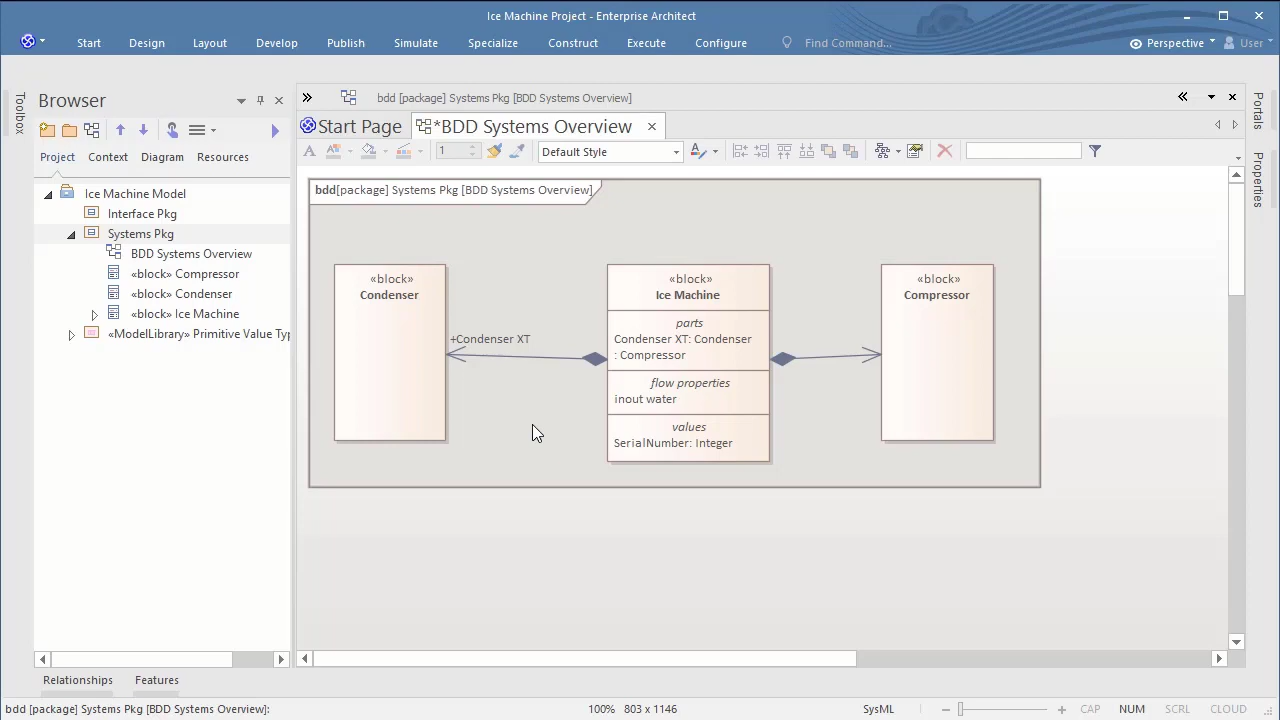 Ice Machine Project - Enterprise Architect
Start Design Layout Develop Publish Simulate Specialize Construct Execute Configure Find Command... Perspective User
Toolbox
Browser
Project Context Diagram Resources
Ice Machine Model
Interface Pkg
Systems Pkg
BDD Systems Overview
«block» Compressor
«block» Condenser
«block» Ice Machine
«ModelLibrary» Primitive Value Typ
Relationships Features
bdd [package] Systems Pkg [BDD Systems Overview]
Start Page *BDD Systems Overview
1 Default Style
bdd[package] Systems Pkg [BDD Systems Overview]
«block»
Condenser
+Condenser XT
«block»
Ice Machine
parts
Condenser XT: Condenser
: Compressor
flow properties
inout water
values
SerialNumber: Integer
«block»
Compressor
Portals
Properties
bdd [package] Systems Pkg [BDD Systems Overview]: 100% 803 x 1146 SysML CAP NUM SCRL CLOUD